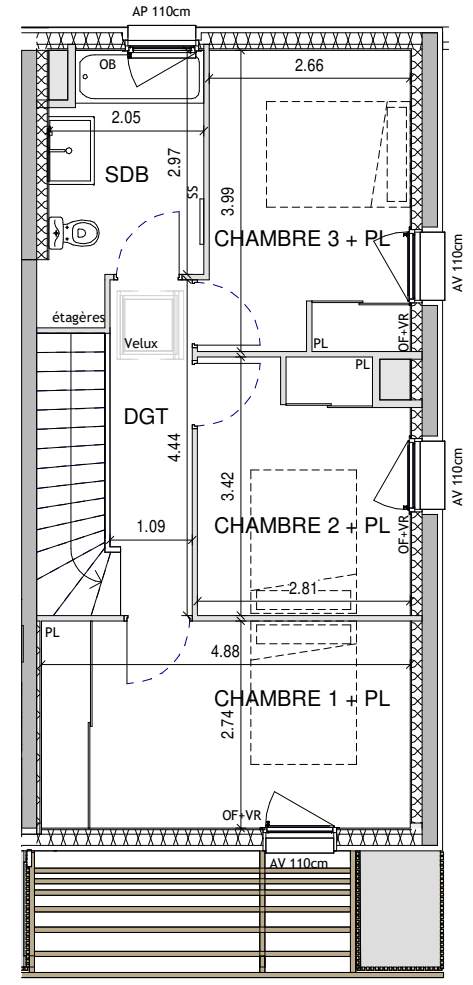 AP 110cm
OB
2.66
2.05
2.97
SDB
SS
3.99
CHAMBRE 3 + PL
AV 110cm
étagères
Velux
PL
OF+VR
PL
DGT
4.44
3.42
AV 110cm
1.09
CHAMBRE 2 + PL
OF+VR
2.81
PL
4.88
CHAMBRE 1 + PL
2.74
OF+VR
AV 110cm